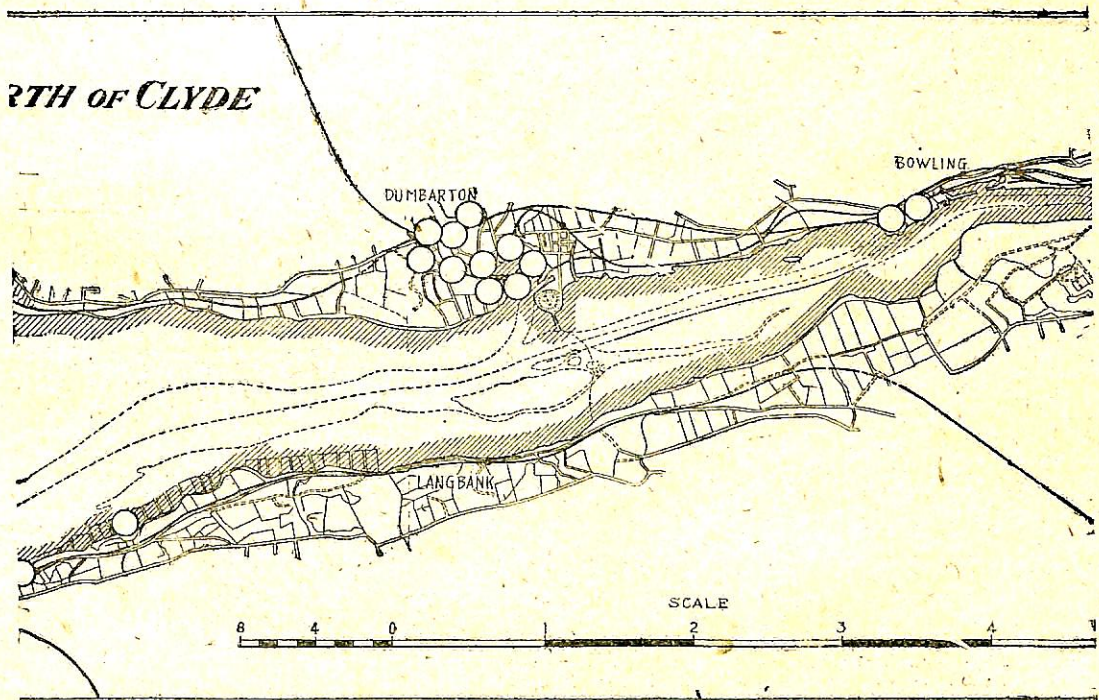 RTH OF CLYDE
BOWLING
DUMBARTON
LANGBANK
SCALE
8 4 0 1 2 3 4